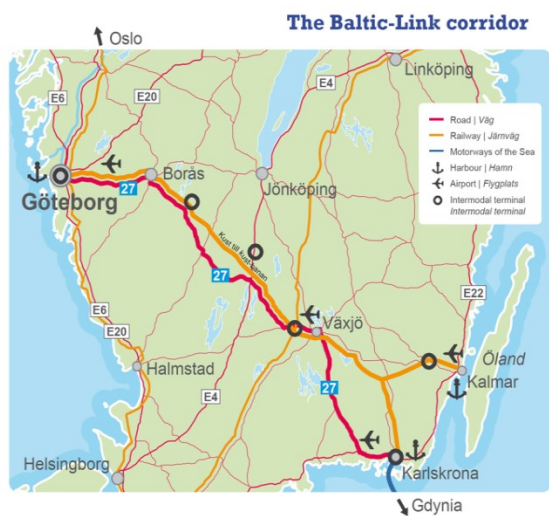 The Baltic-Link corridor
Oslo
Linköping
E4
E6
E20
Road | Väg
Railway | Järnväg
Motorways of the Sea
Harbour | Hamn
Airport | Flygplats
Intermodal terminal
Intermodal terminal
Borås
Jönköping
27
Göteborg
Kust till kust-banan
27
E22
E6
E20
Växjö
Öland
Halmstad
E4
27
Kalmar
Helsingborg
Karlskrona
Gdynia